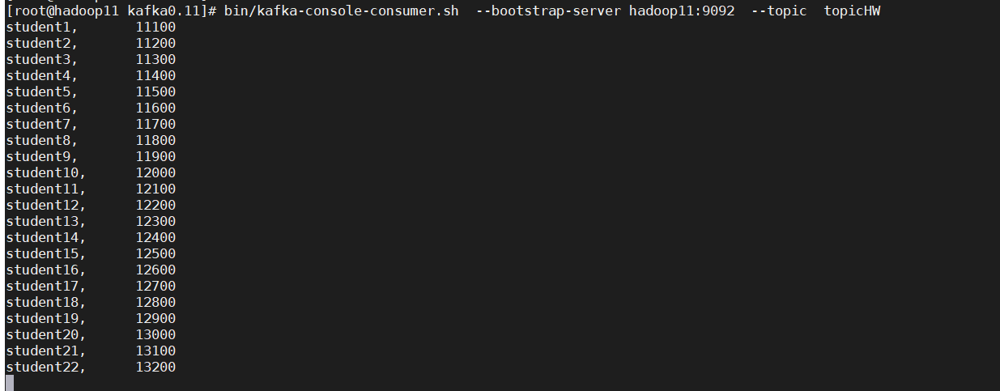 [root@hadoop11 kafka0.11]# bin/kafka-console-consumer.sh  --bootstrap-server hadoop11:9092  --topic  topicHW
student1,       11100
student2,       11200
student3,       11300
student4,       11400
student5,       11500
student6,       11600
student7,       11700
student8,       11800
student9,       11900
student10,      12000
student11,      12100
student12,      12200
student13,      12300
student14,      12400
student15,      12500
student16,      12600
student17,      12700
student18,      12800
student19,      12900
student20,      13000
student21,      13100
student22,      13200